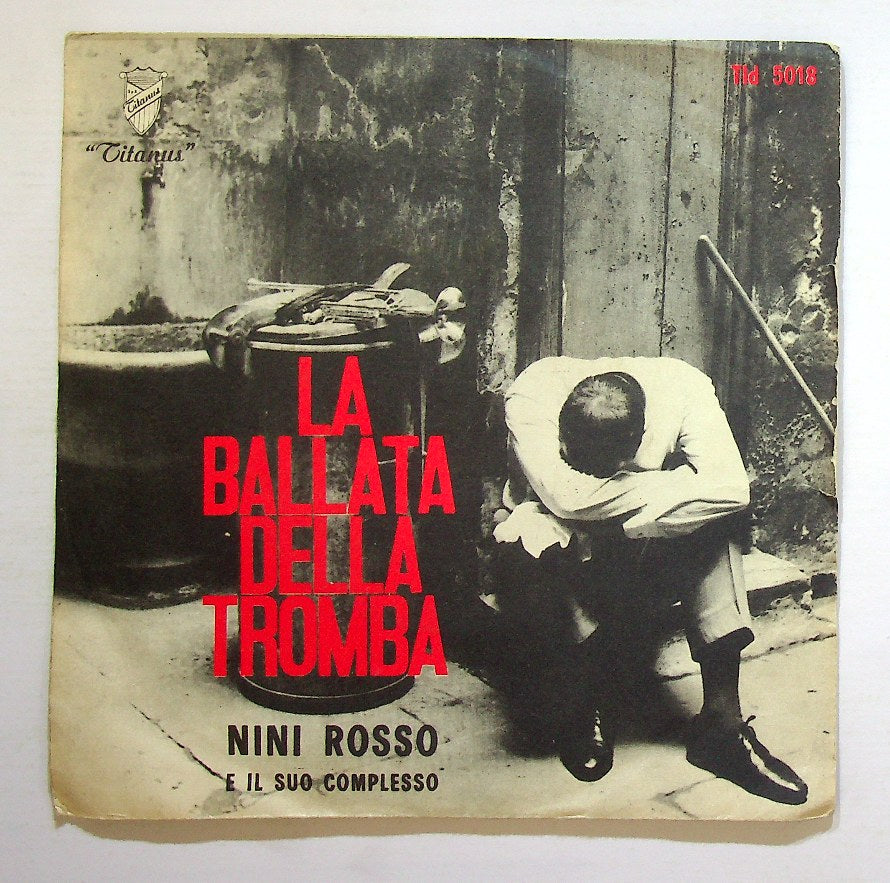 Titanus
"Titanus"
Tld 5018
LA
BALLATA
DELLA
TROMBA
NINI ROSSO
E IL SUO COMPLESSO